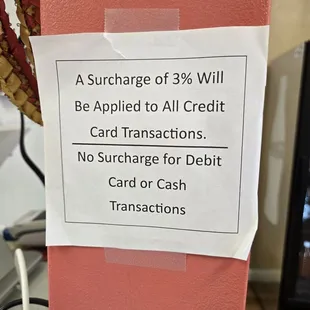 A Surcharge of 3% Will
Be Applied to All Credit
Card Transactions.
No Surcharge for Debit
Card or Cash
Transactions